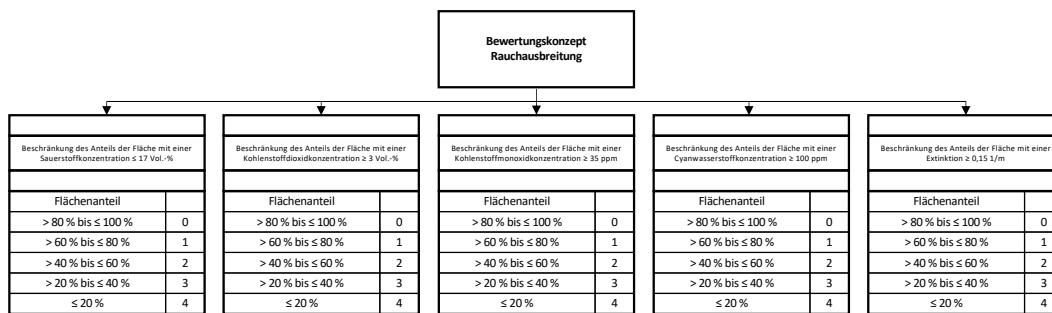 Bewertungskonzept
Rauchausbreitung
Beschränkung des Anteils der Fläche mit einer
Sauerstoffkonzentration ≤ 17 Vol.-%
Flächenanteil
> 80 % bis ≤ 100 % 0
> 60 % bis ≤ 80 % 1
> 40 % bis ≤ 60 % 2
> 20 % bis ≤ 40 % 3
≤ 20 % 4
Beschränkung des Anteils der Fläche mit einer
Kohlenstoffdioxidkonzentration ≥ 3 Vol.-%
Flächenanteil
> 80 % bis ≤ 100 % 0
> 60 % bis ≤ 80 % 1
> 40 % bis ≤ 60 % 2
> 20 % bis ≤ 40 % 3
≤ 20 % 4
Beschränkung des Anteils der Fläche mit einer
Kohlenstoffmonoxidkonzentration ≥ 35 ppm
Flächenanteil
> 80 % bis ≤ 100 % 0
> 60 % bis ≤ 80 % 1
> 40 % bis ≤ 60 % 2
> 20 % bis ≤ 40 % 3
≤ 20 % 4
Beschränkung des Anteils der Fläche mit einer
Cyanwasserstoffkonzentration ≥ 100 ppm
Flächenanteil
> 80 % bis ≤ 100 % 0
> 60 % bis ≤ 80 % 1
> 40 % bis ≤ 60 % 2
> 20 % bis ≤ 40 % 3
≤ 20 % 4
Beschränkung des Anteils der Fläche mit einer
Extinktion ≥ 0,15 1/m
Flächenanteil
> 80 % bis ≤ 100 % 0
> 60 % bis ≤ 80 % 1
> 40 % bis ≤ 60 % 2
> 20 % bis ≤ 40 % 3
≤ 20 % 4